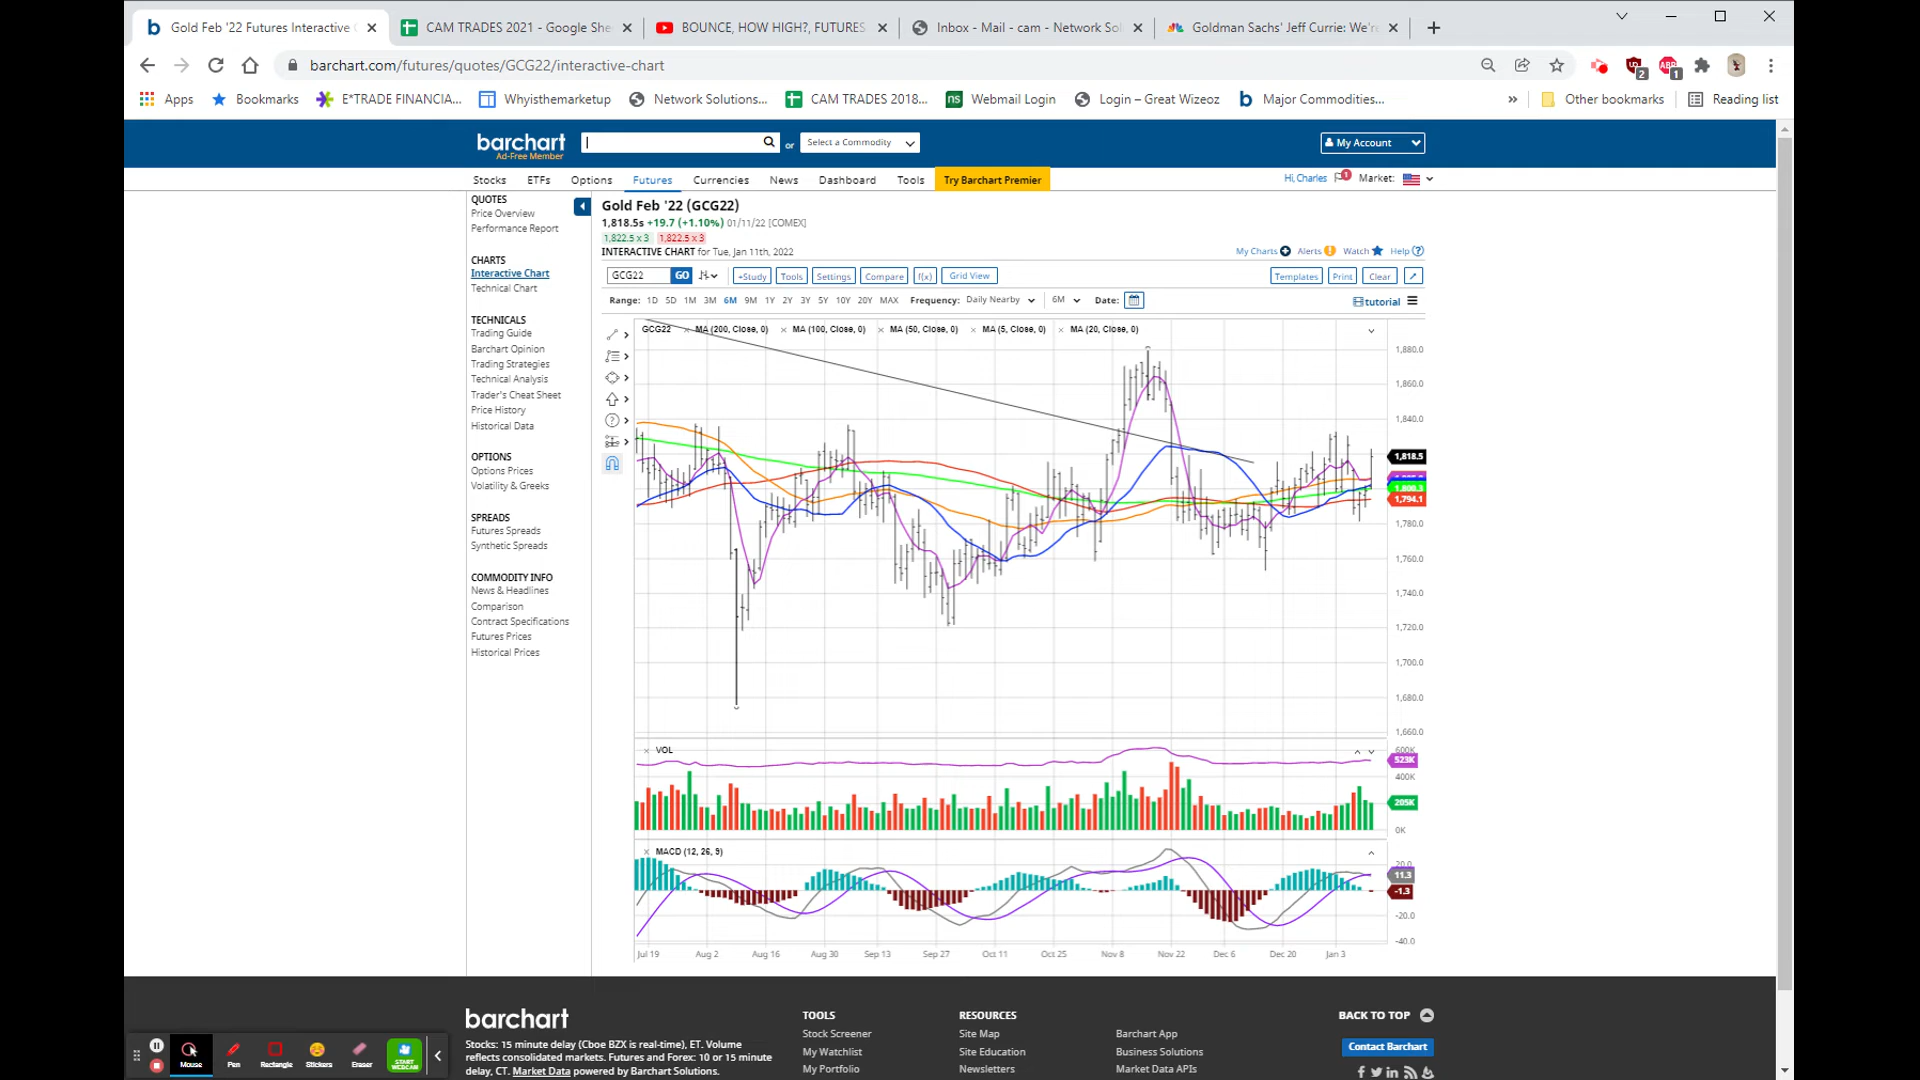 Gold Feb '22 Futures Interactive C
CAM TRADES 2021 - Google She
BOUNCE, HOW HIGH?, FUTURES
Inbox - Mail - cam - Network Sol
Goldman Sachs' Jeff Currie: We're
barchart.com/futures/quotes/GCG22/interactive-chart
2
1
Apps
Bookmarks
E*TRADE FINANCIA...
Whyisthemarketup
Network Solutions...
CAM TRADES 2018...
Webmail Login
Login – Great Wizeoz
Major Commodities...
Other bookmarks
Reading list
barchart
Ad-Free Member
or
Select a Commodity
My Account
Stocks ETFs Options Futures Currencies News Dashboard Tools Try Barchart Premier
Hi, Charles
1
Market:
QUOTES
Price Overview
Performance Report
CHARTS
Interactive Chart
Technical Chart
TECHNICALS
Trading Guide
Barchart Opinion
Trading Strategies
Technical Analysis
Trader's Cheat Sheet
Price History
Historical Data
OPTIONS
Options Prices
Volatility & Greeks
SPREADS
Futures Spreads
Synthetic Spreads
COMMODITY INFO
News & Headlines
Comparison
Contract Specifications
Futures Prices
Historical Prices
Gold Feb '22 (GCG22)
1,818.5s +19.7 (+1.10%) 01/11/22 [COMEX]
1,822.5 x 3 1,822.5 x 3
INTERACTIVE CHART for Tue, Jan 11th, 2022
My Charts Alerts Watch Help
GCG22 GO +Study Tools Settings Compare f(x) Grid View
Templates Print Clear
Range: 1D 5D 1M 3M 6M 9M 1Y 2Y 3Y 5Y 10Y 20Y MAX Frequency: Daily Nearby 6M Date:
tutorial
GCG22 MA (200, Close, 0) MA (100, Close, 0) MA (50, Close, 0) MA (5, Close, 0) MA (20, Close, 0)
1,880.0
1,860.0
1,840.0
1,818.5
1,794.1
1,780.0
1,760.0
1,740.0
1,720.0
1,700.0
1,680.0
1,660.0
VOL
600K
523K
400K
205K
0K
MACD (12, 26, 9)
20.0
11.3
-1.3
-20.0
-40.0
Jul 19 Aug 2 Aug 16 Aug 30 Sep 13 Sep 27 Oct 11 Oct 25 Nov 8 Nov 22 Dec 6 Dec 20 Jan 3
barchart
Stocks: 15 minute delay (Cboe BZX is real-time), ET. Volume
reflects consolidated markets. Futures and Forex: 10 or 15 minute
delay, CT. Market Data powered by Barchart Solutions.
TOOLS
Stock Screener
My Watchlist
My Portfolio
RESOURCES
Site Map
Site Education
Newsletters
Barchart App
Business Solutions
Market Data APIs
BACK TO TOP
Contact Barchart
Mouse
Pen
Rectangle
Stickers
Eraser
START
WEBCAM